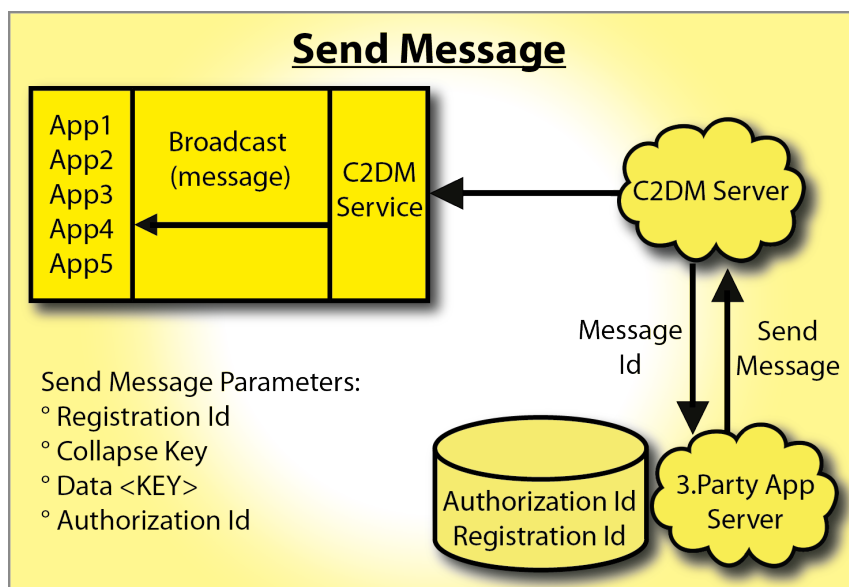 Send Message
App1
App2
App3
App4
App5
Broadcast
(message)
C2DM
Service
C2DM Server
Message
Id
Send
Message
Send Message Parameters:
° Registration Id
° Collapse Key
° Data <KEY>
° Authorization Id
Authorization Id
Registration Id
3.Party App
Server